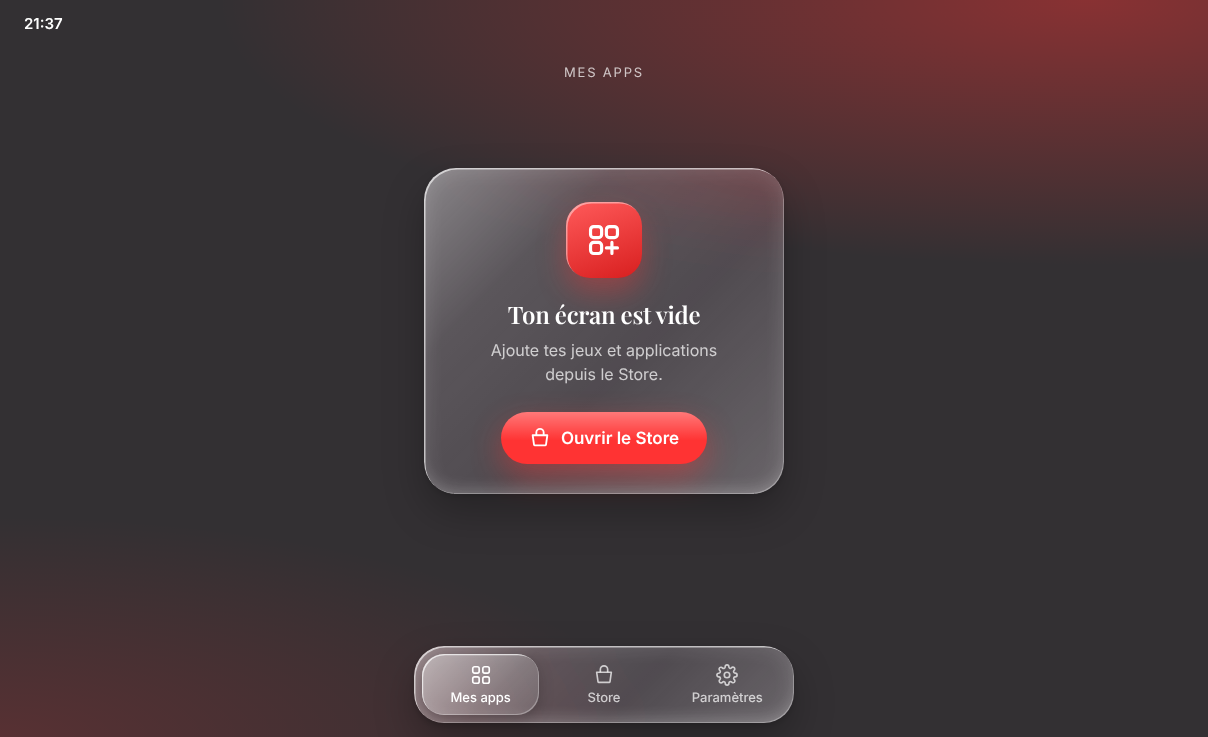 21:37
MES APPS
Ton écran est vide
Ajoute tes jeux et applications
depuis le Store.
Ouvrir le Store
Mes apps
Store
Paramètres